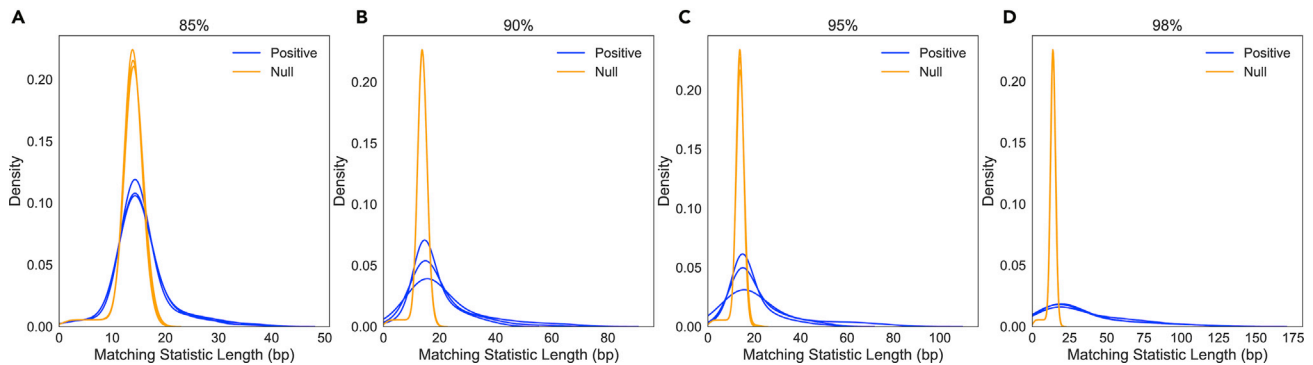 A
85%
Positive
Null
0.20
0.15
0.10
0.05
0.00
Density
0 10 20 30 40 50
Matching Statistic Length (bp)
B
90%
Positive
Null
0.20
0.15
0.10
0.05
0.00
Density
0 20 40 60 80
Matching Statistic Length (bp)
C
95%
Positive
Null
0.20
0.15
0.10
0.05
0.00
Density
0 20 40 60 80 100
Matching Statistic Length (bp)
D
98%
Positive
Null
0.20
0.15
0.10
0.05
0.00
Density
0 25 50 75 100 125 150 175
Matching Statistic Length (bp)